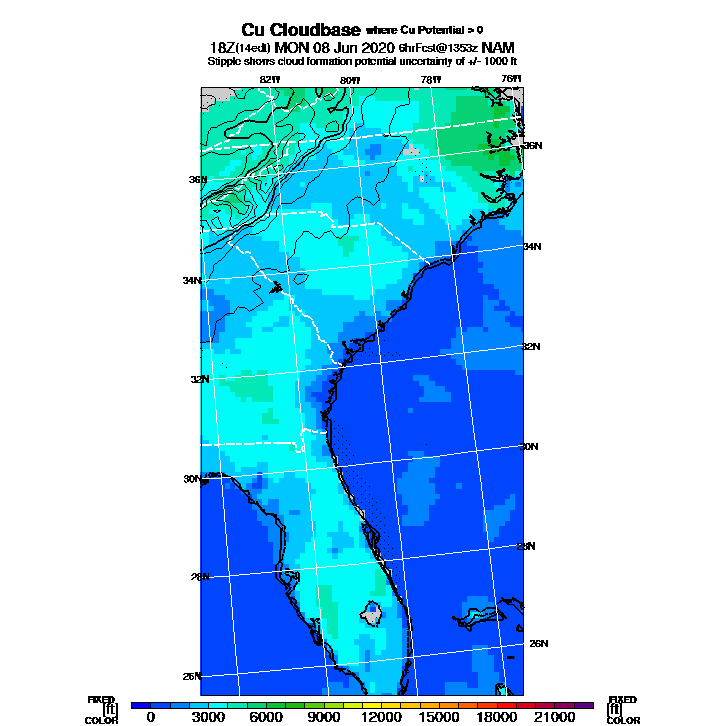 Cu Cloudbase where Cu Potential > 0
18Z(14edt) MON 08 Jun 2020 6hrFcst@1353z NAM
Stipple shows cloud formation potential uncertainty of +/- 1000 ft
82W 80W 78W 76W
36N
36N
34N
34N
32N
32N
30N
30N
28N
28N
26N
26N
FIXED FIXED
[ft] [ft]
COLOR COLOR
0 3000 6000 9000 12000 15000 18000 21000